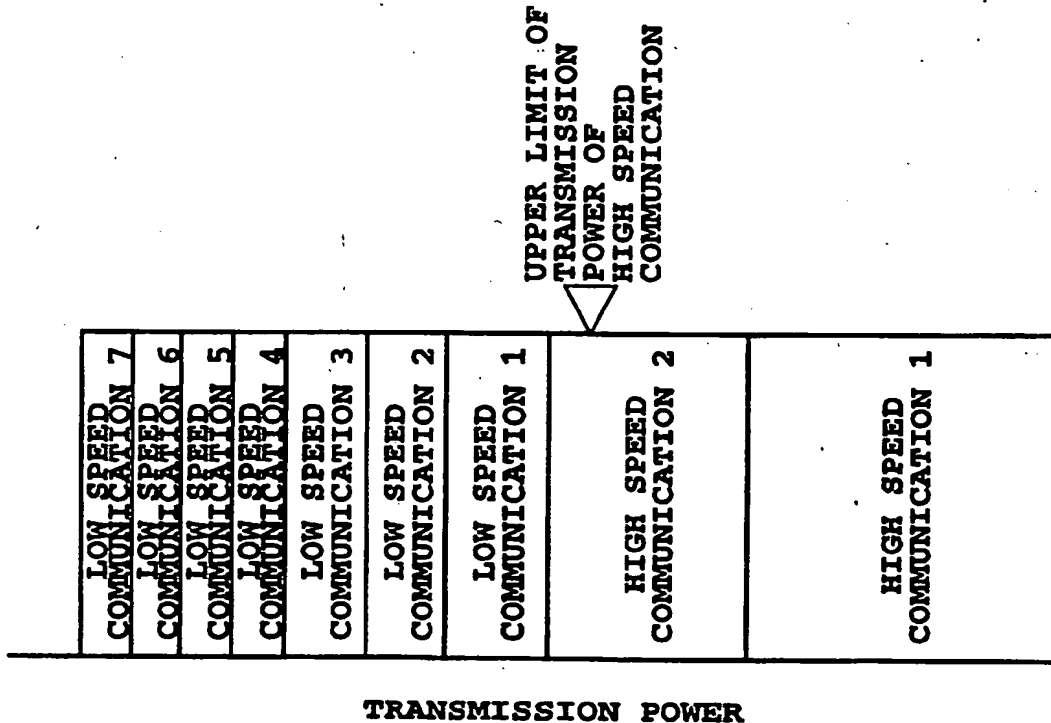 LOW SPEED
COMMUNICATION 7
LOW SPEED
COMMUNICATION 6
LOW SPEED
COMMUNICATION 5
LOW SPEED
COMMUNICATION 4
LOW SPEED
COMMUNICATION 3
LOW SPEED
COMMUNICATION 2
LOW SPEED
COMMUNICATION 1
HIGH SPEED
COMMUNICATION 2
HIGH SPEED
COMMUNICATION 1
UPPER LIMIT OF
TRANSMISSION
POWER OF
HIGH SPEED
COMMUNICATION
TRANSMISSION POWER